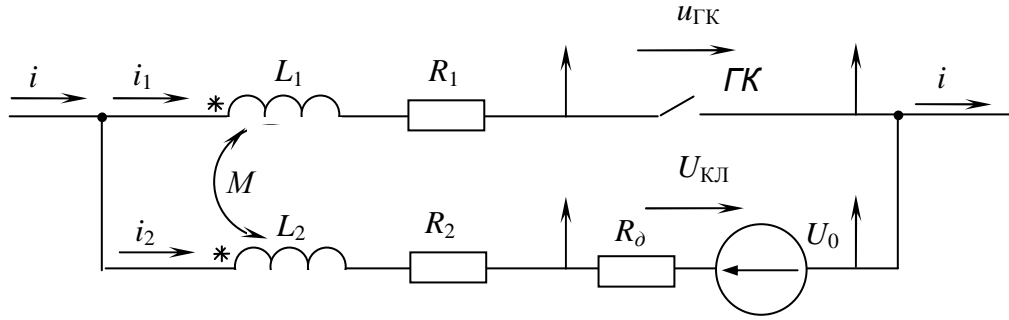 u_ГК
i i₁ * L₁ R₁ ГК i
M U_КЛ
i₂ * L₂ R₂ R_д U₀